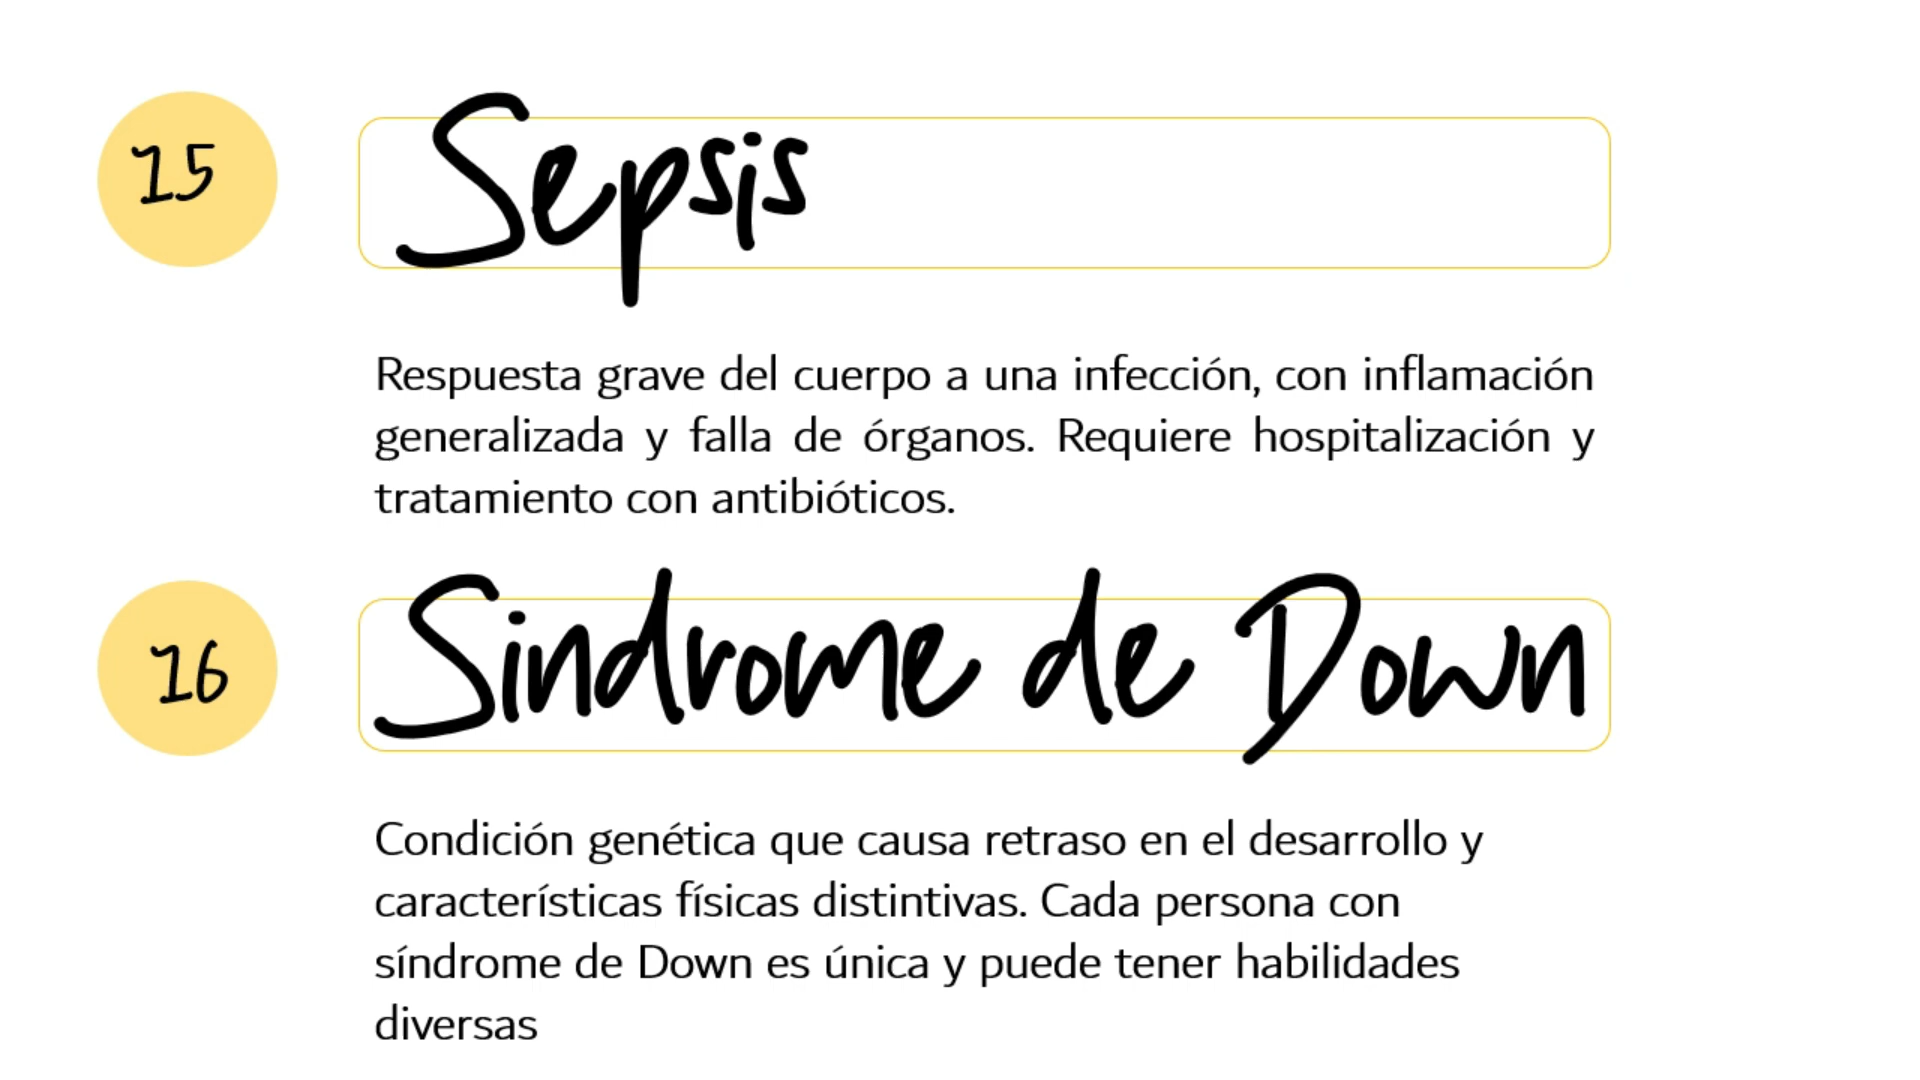 15
Sepsis
Respuesta grave del cuerpo a una infección, con inflamación
generalizada y falla de órganos. Requiere hospitalización y
tratamiento con antibióticos.
16
Sindrome de Down
Condición genética que causa retraso en el desarrollo y
características físicas distintivas. Cada persona con
síndrome de Down es única y puede tener habilidades
diversas